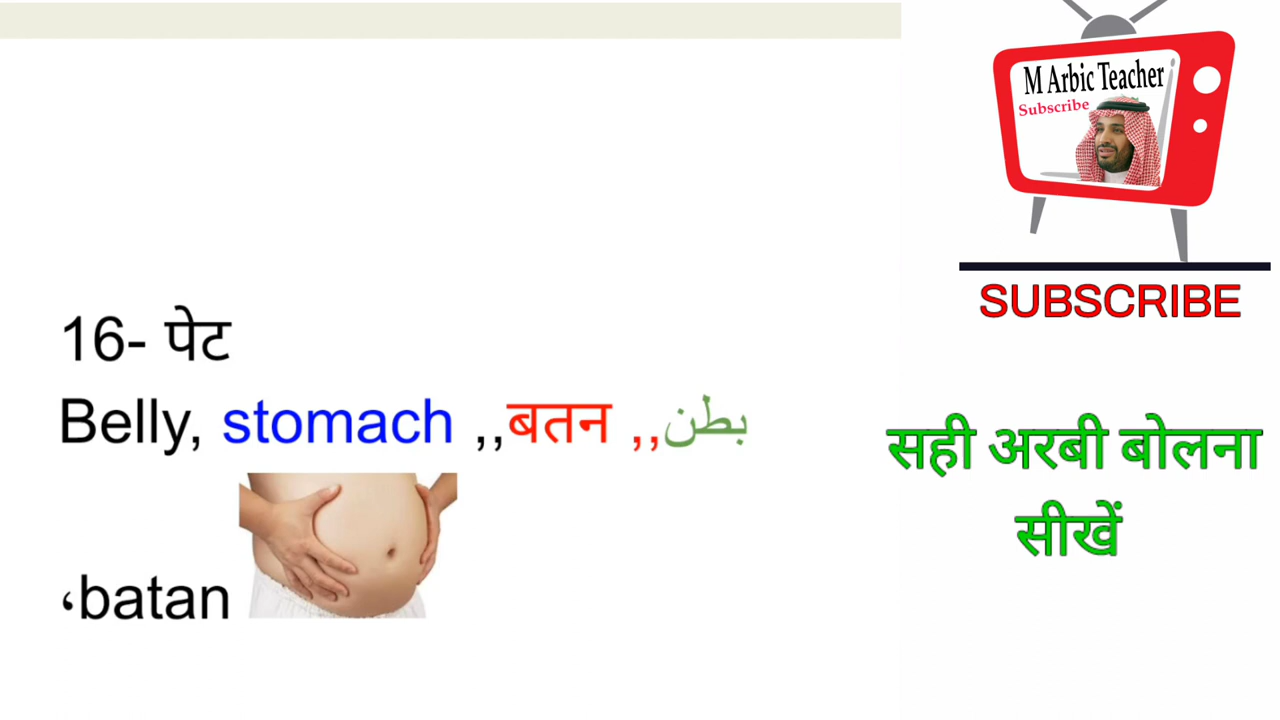 16- पेट
Belly, stomach ,,बतन ,,بطن
‘batan
M Arbic Teacher
Subscribe
SUBSCRIBE
सही अरबी बोलना
सीखें